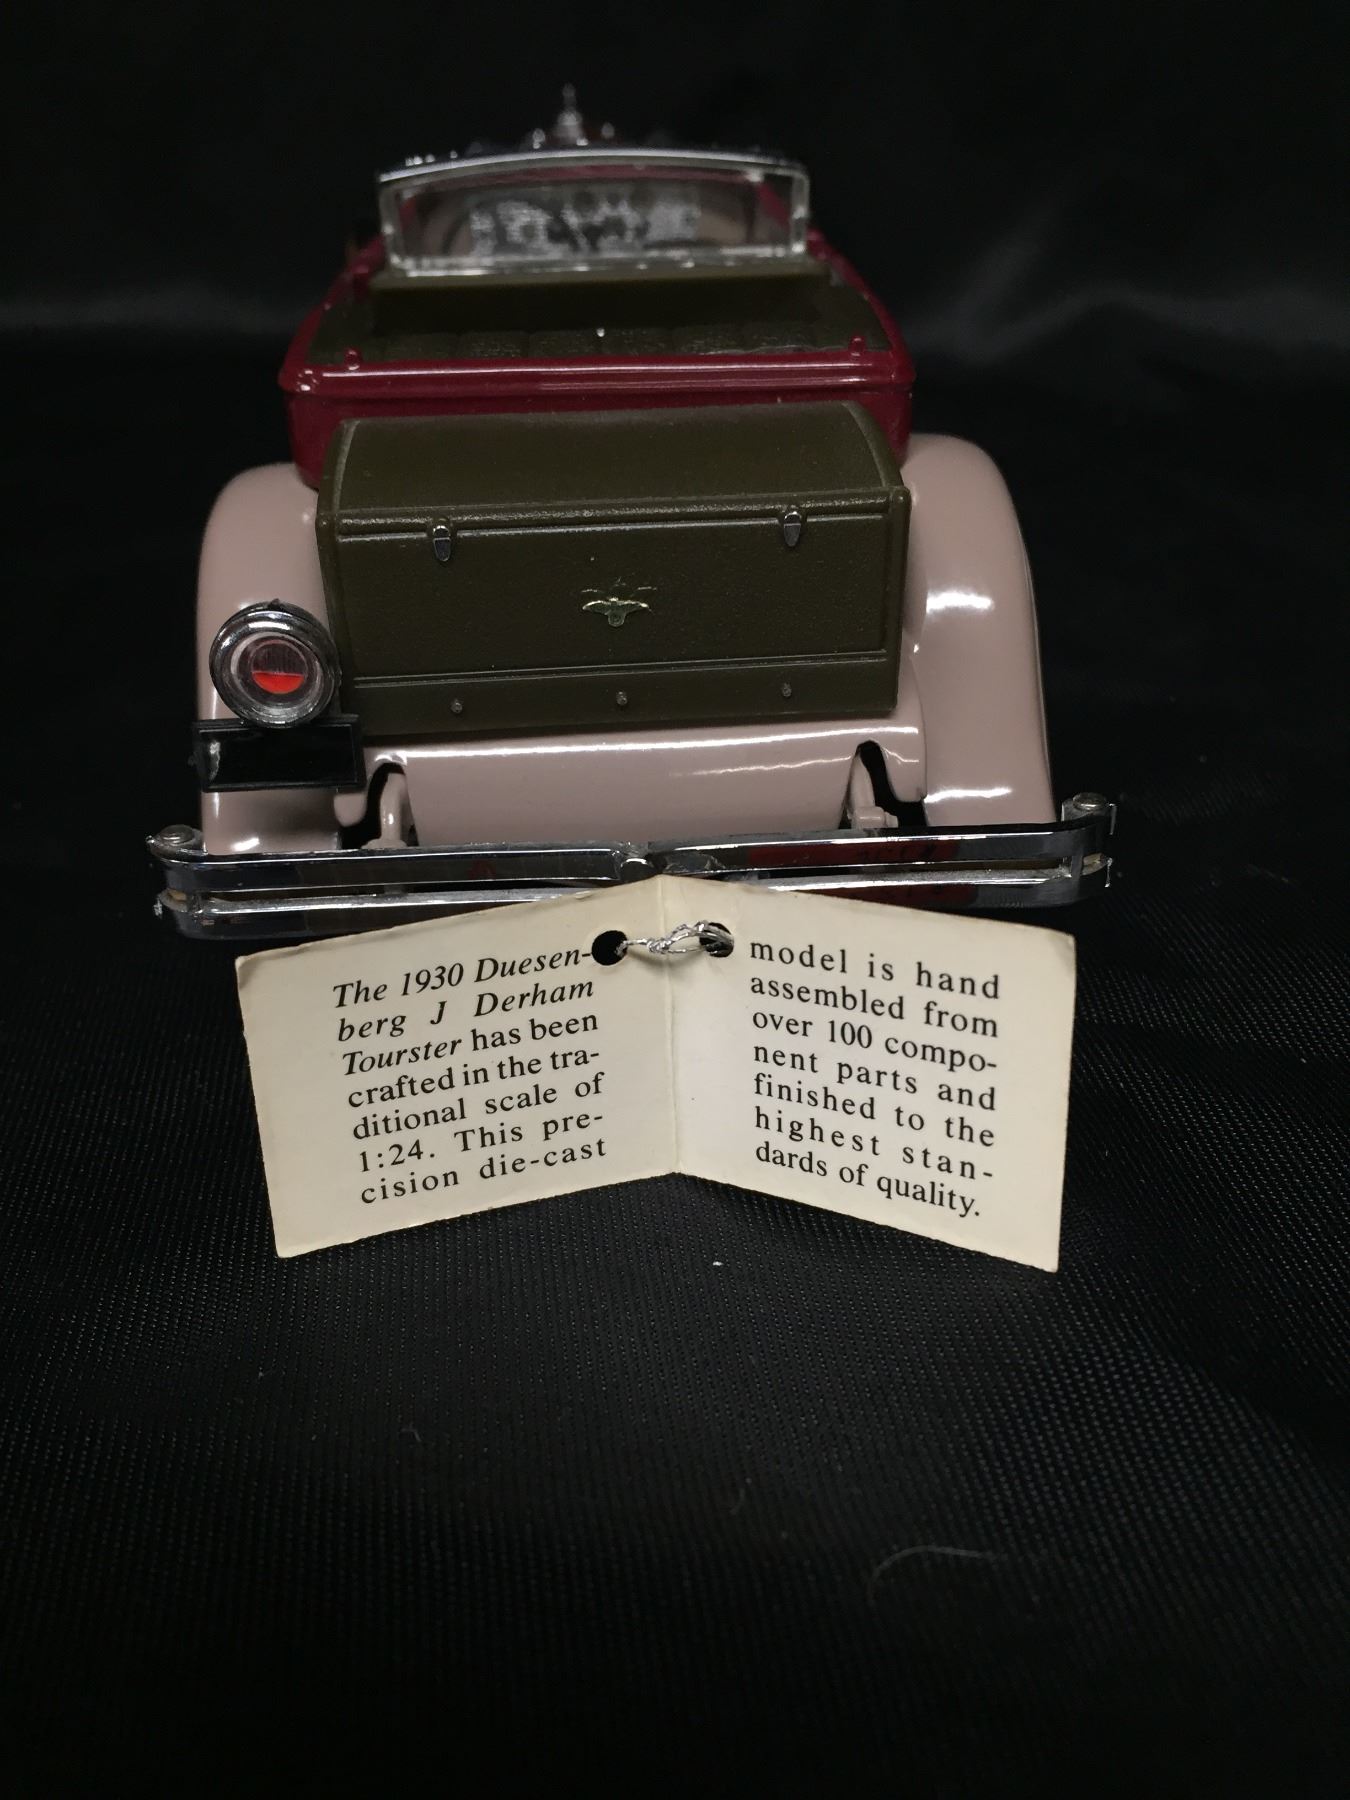 The 1930 Duesen-
berg J Derham
Tourster has been
crafted in the tra-
ditional scale of
1:24. This pre-
cision die-cast
model is hand
assembled from
over 100 compo-
nent parts and
finished to the
highest stan-
dards of quality.